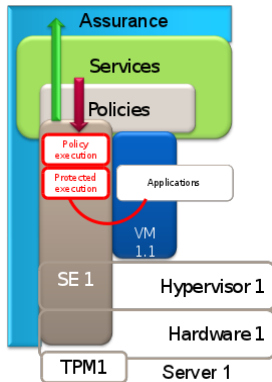 Assurance
Services
Policies
Policy
execution
Protected
execution
Applications
VM
1.1
SE 1
Hypervisor 1
Hardware 1
TPM1
Server 1